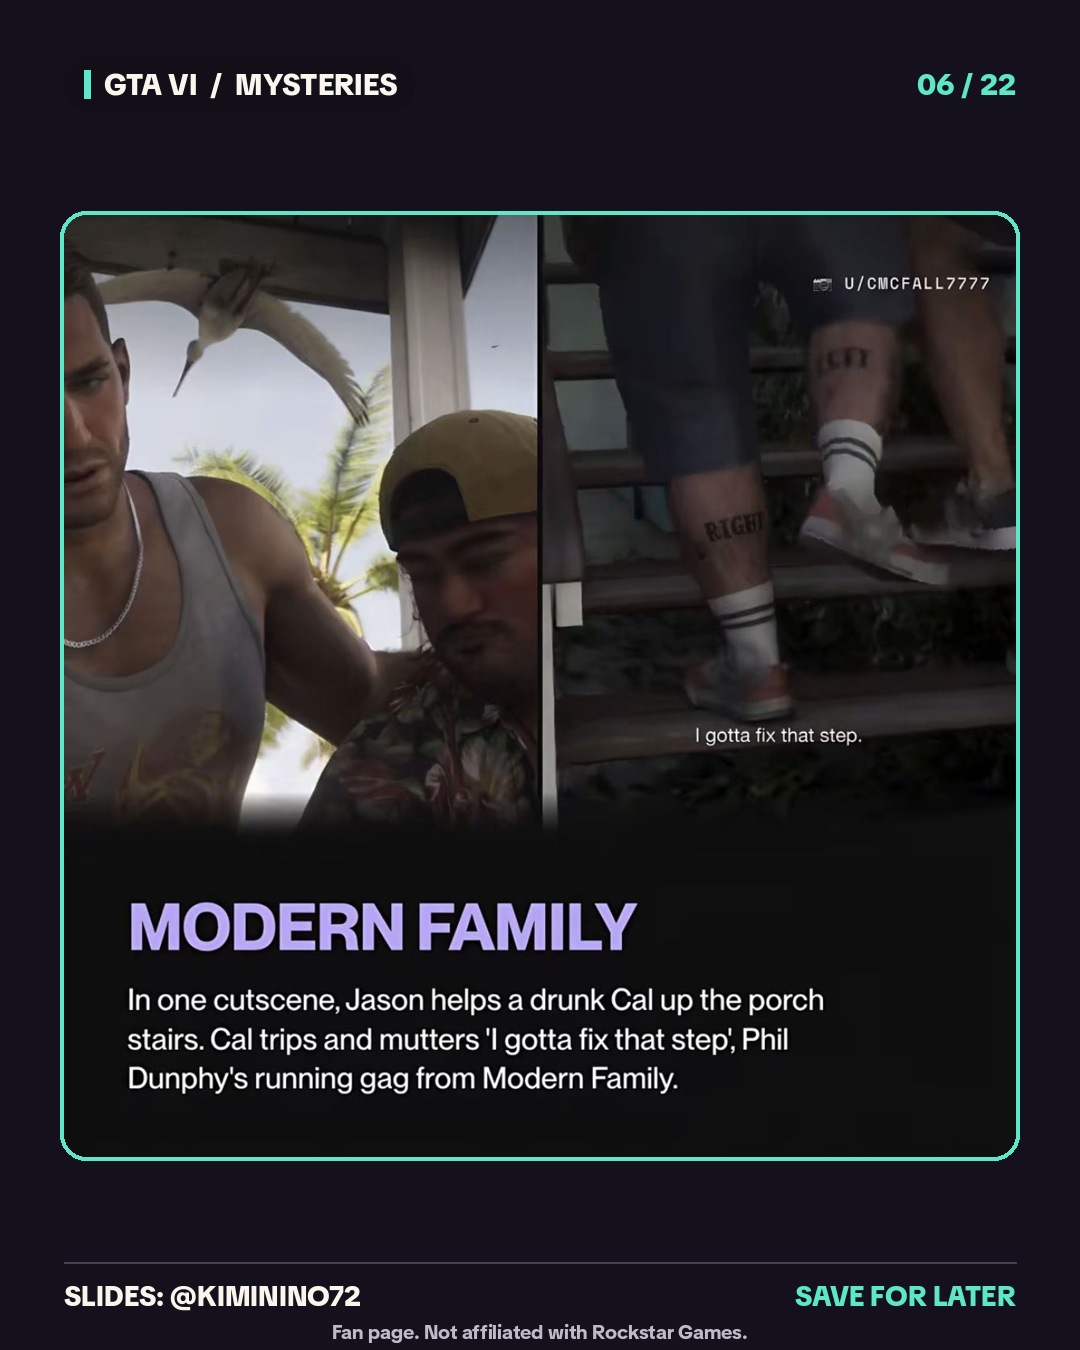 GTA VI / MYSTERIES
06 / 22
U/CMCFALL7777
RIGHT
I gotta fix that step.
MODERN FAMILY
In one cutscene, Jason helps a drunk Cal up the porch
stairs. Cal trips and mutters 'I gotta fix that step', Phil
Dunphy's running gag from Modern Family.
SLIDES: @KIMININO72
SAVE FOR LATER
Fan page. Not affiliated with Rockstar Games.